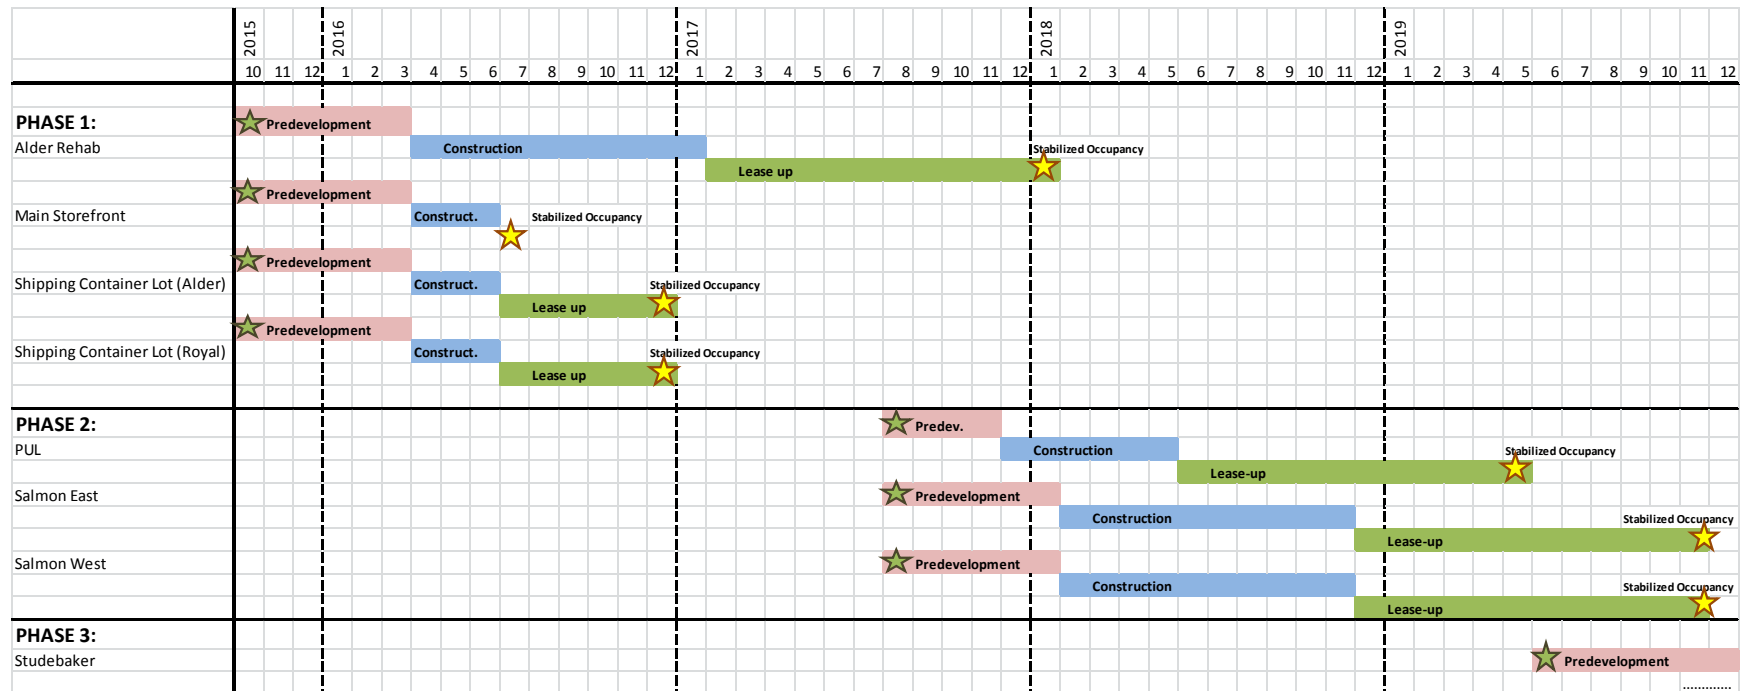 2015 2016 2017 2018 2019
10 11 12 1 2 3 4 5 6 7 8 9 10 11 12 1 2 3 4 5 6 7 8 9 10 11 12 1 2 3 4 5 6 7 8 9 10 11 12 1 2 3 4 5 6 7 8 9 10 11 12
PHASE 1:
Predevelopment
Alder Rehab
Construction
Stabilized Occupancy
Lease up
Predevelopment
Main Storefront
Construct.
Stabilized Occupancy
Predevelopment
Shipping Container Lot (Alder)
Construct.
Stabilized Occupancy
Lease up
Predevelopment
Shipping Container Lot (Royal)
Construct.
Stabilized Occupancy
Lease up
PHASE 2:
Predev.
PUL
Construction
Stabilized Occupancy
Lease-up
Salmon East
Predevelopment
Construction
Stabilized Occupancy
Lease-up
Salmon West
Predevelopment
Construction
Stabilized Occupancy
Lease-up
PHASE 3:
Studebaker
Predevelopment
.............